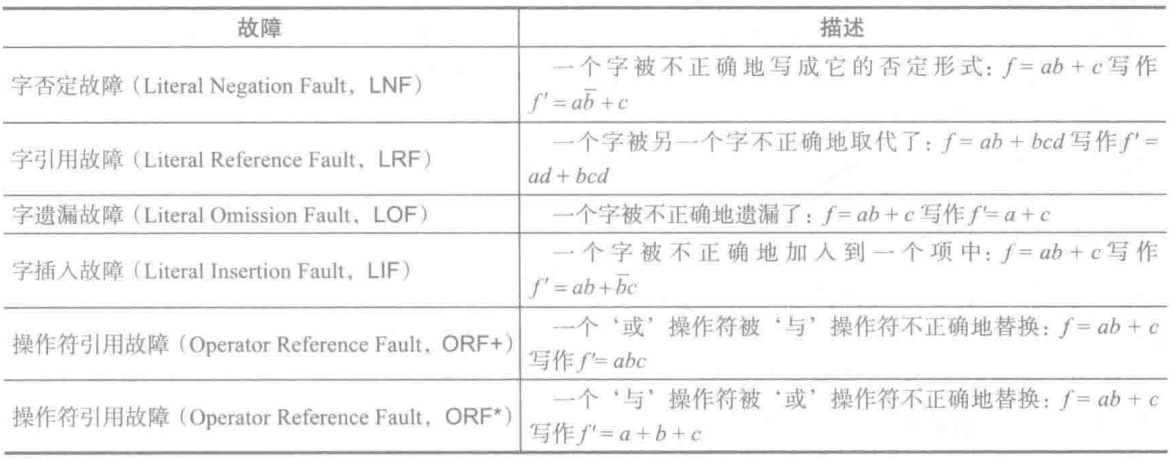 故障 描述
字否定故障（Literal Negation Fault，LNF） 一个字被不正确地写成它的否定形式：f = ab + c 写作
f' = ab̅ + c
字引用故障（Literal Reference Fault，LRF） 一个字被另一个字不正确地取代了：f = ab + bcd 写作 f' =
ad + bcd
字遗漏故障（Literal Omission Fault，LOF） 一个字被不正确地遗漏了：f = ab + c 写作 f' = a + c
字插入故障（Literal Insertion Fault，LIF） 一个字被不正确地加入到一个项中：f = ab + c 写作
f' = ab + b̅c
操作符引用故障（Operator Reference Fault，ORF+） 一个‘或’操作符被‘与’操作符不正确地替换：f = ab + c
写作 f' = abc
操作符引用故障（Operator Reference Fault，ORF*） 一个‘与’操作符被‘或’操作符不正确地替换：f = ab + c
写作 f' = a + b + c